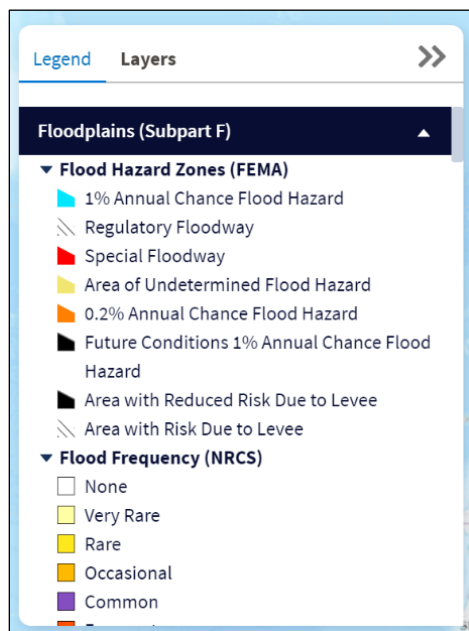 Legend Layers
Floodplains (Subpart F)
Flood Hazard Zones (FEMA)
1% Annual Chance Flood Hazard
Regulatory Floodway
Special Floodway
Area of Undetermined Flood Hazard
0.2% Annual Chance Flood Hazard
Future Conditions 1% Annual Chance Flood
Hazard
Area with Reduced Risk Due to Levee
Area with Risk Due to Levee
Flood Frequency (NRCS)
None
Very Rare
Rare
Occasional
Common